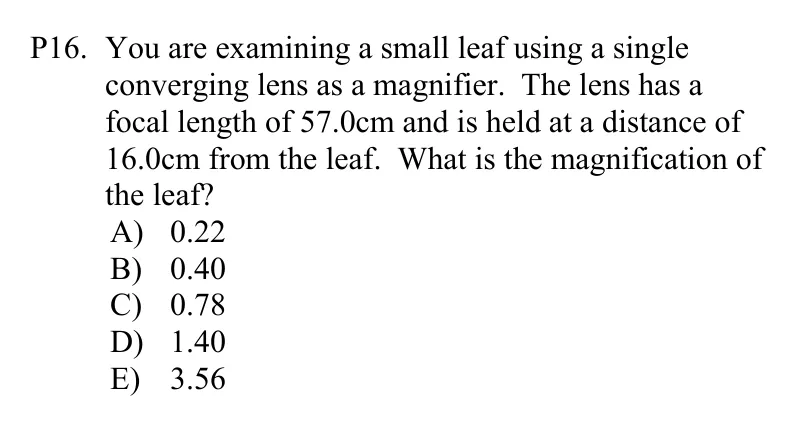 P16. You are examining a small leaf using a single
converging lens as a magnifier. The lens has a
focal length of 57.0cm and is held at a distance of
16.0cm from the leaf. What is the magnification of
the leaf?
A) 0.22
B) 0.40
C) 0.78
D) 1.40
E) 3.56